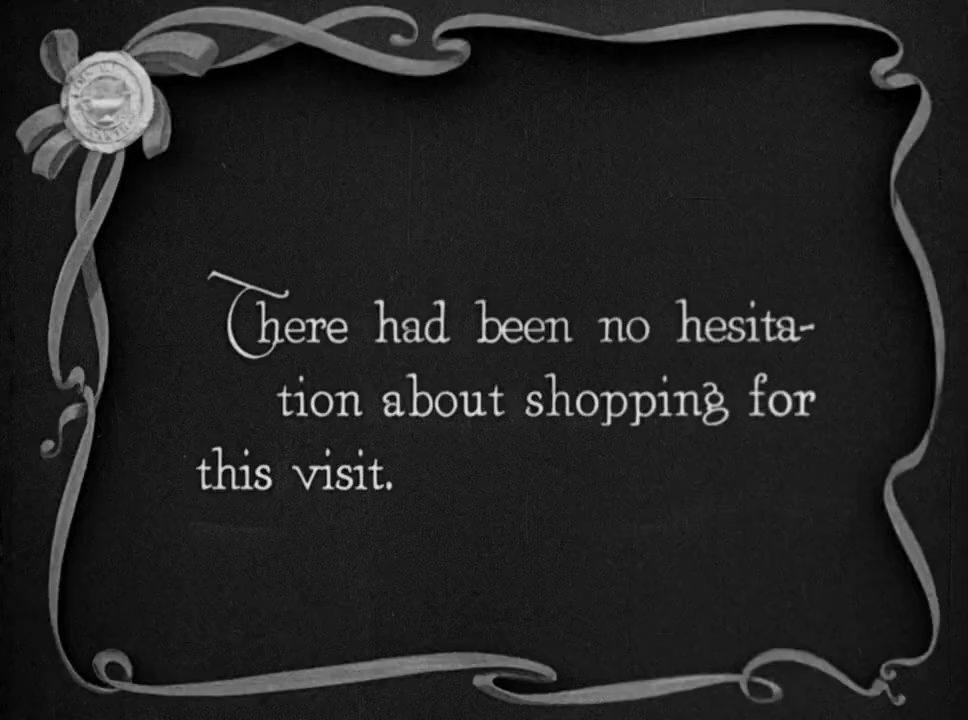 There had been no hesita-
tion about shopping for
this visit.